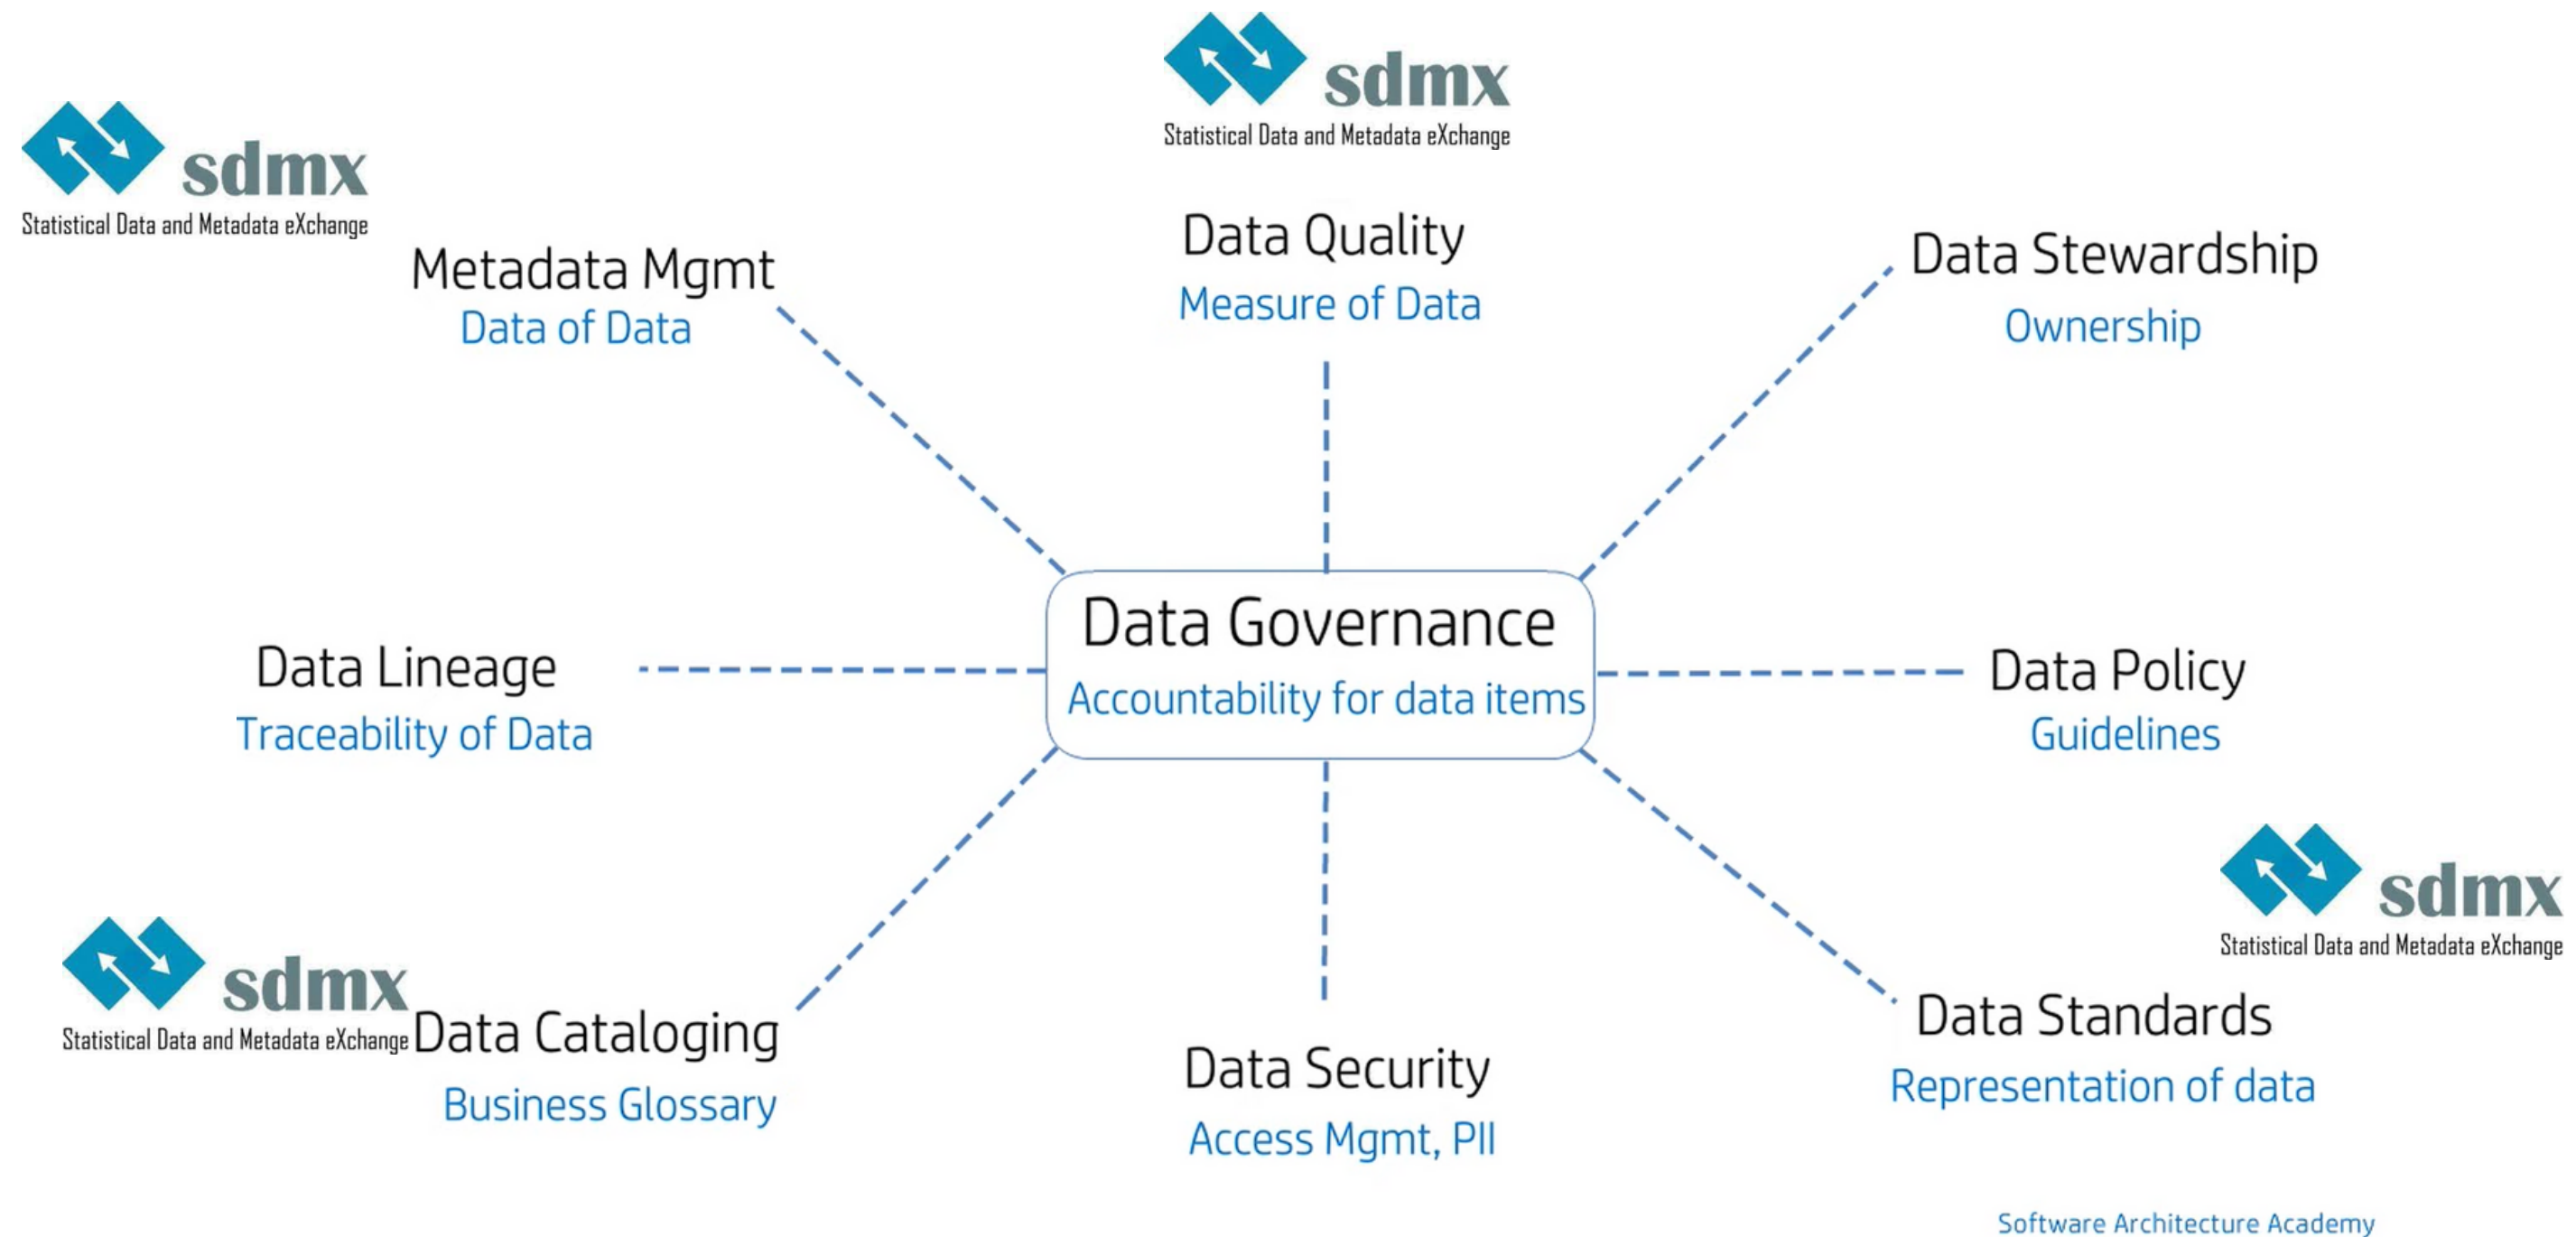 sdmx
Statistical Data and Metadata eXchange
sdmx
Statistical Data and Metadata eXchange
Metadata Mgmt
Data of Data
Data Quality
Measure of Data
Data Stewardship
Ownership
Data Lineage
Traceability of Data
Data Governance
Accountability for data items
Data Policy
Guidelines
sdmx
Statistical Data and Metadata eXchange
Data Cataloging
Business Glossary
Data Security
Access Mgmt, PII
sdmx
Statistical Data and Metadata eXchange
Data Standards
Representation of data
Software Architecture Academy